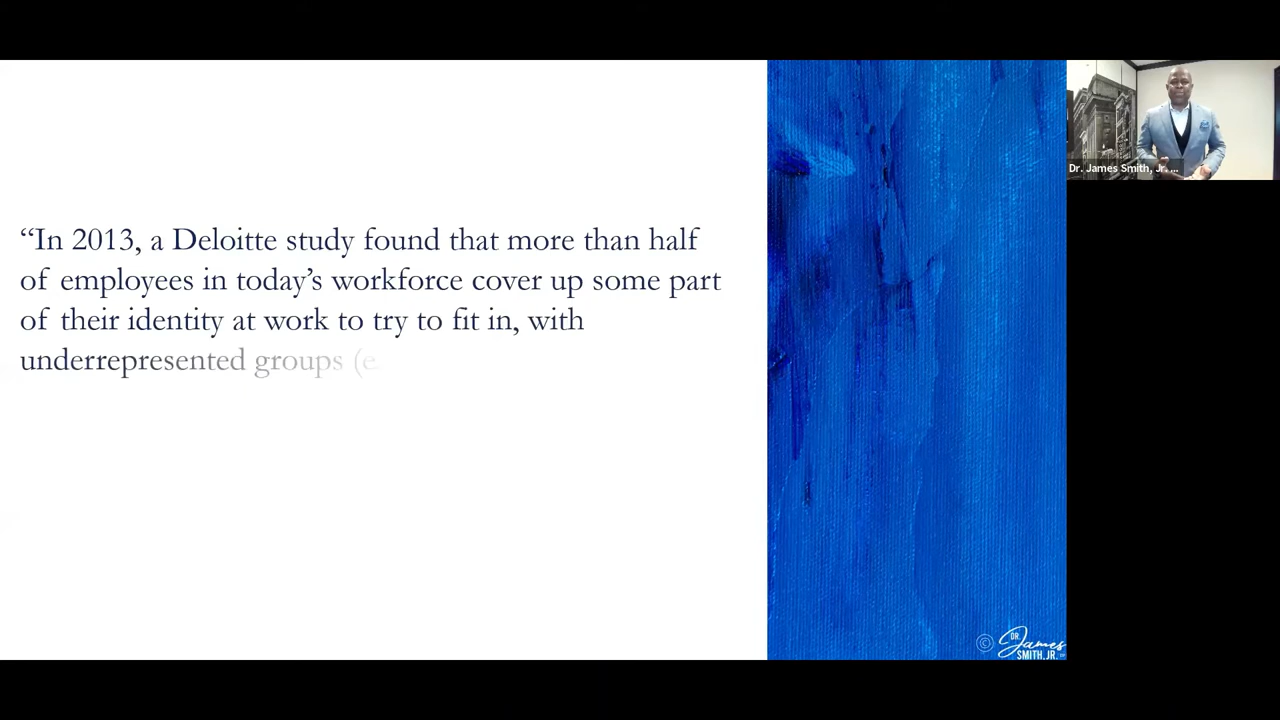 “In 2013, a Deloitte study found that more than half
of employees in today’s workforce cover up some part
of their identity at work to try to fit in, with
underrepresented groups (e.
Dr. James Smith, Jr. ...
© DR.
James
SMITH, JR.